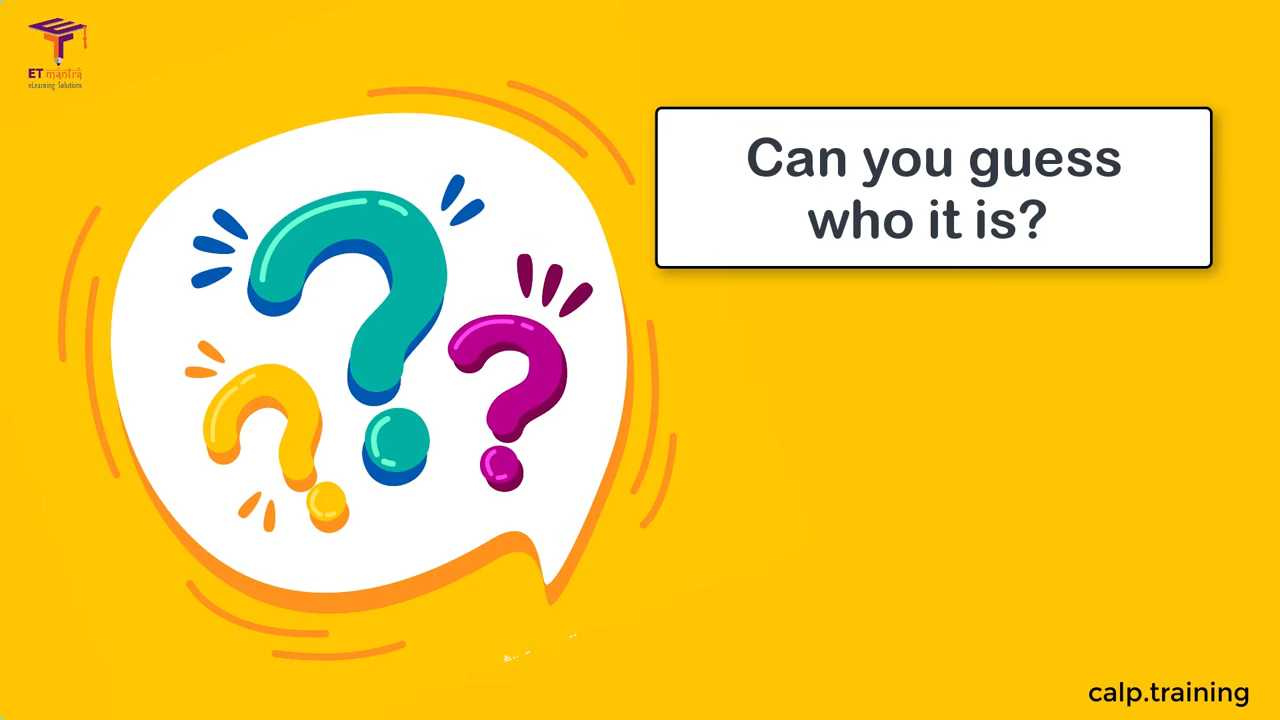 ET mantra
eLearning Solutions
Can you guess
who it is?
calp.training